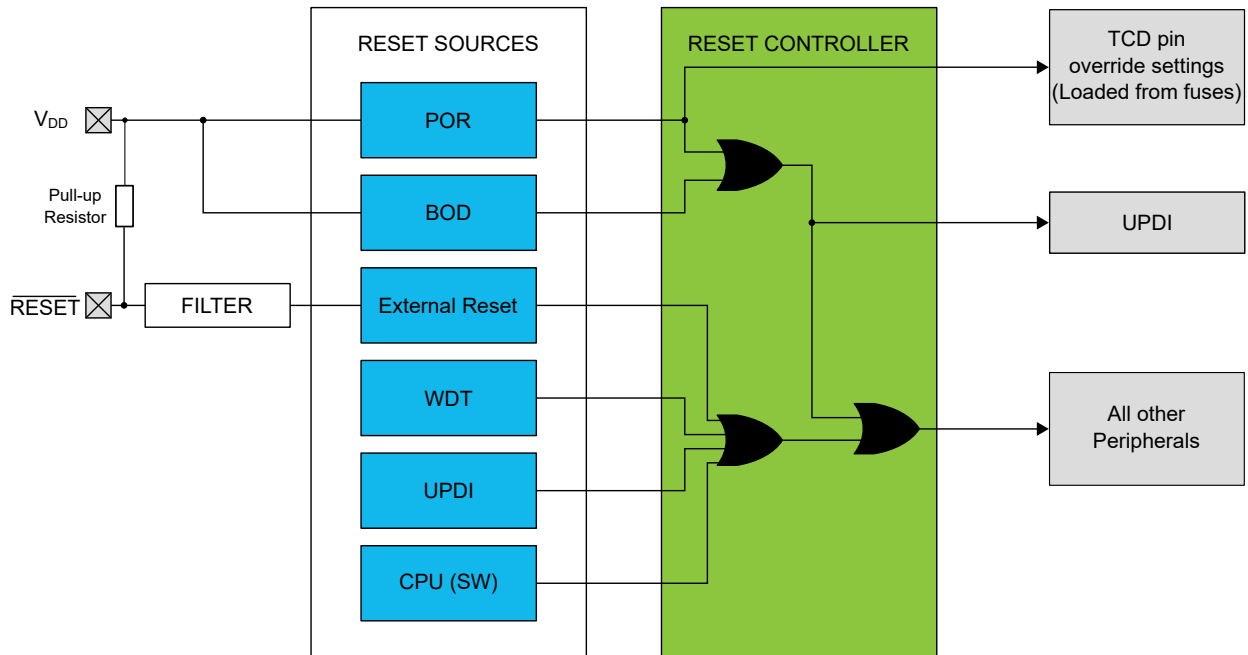 RESET SOURCES
RESET CONTROLLER
TCD pin
override settings
(Loaded from fuses)
VDD
POR
Pull-up
Resistor
BOD
UPDI
RESET
FILTER
External Reset
WDT
All other
Peripherals
UPDI
CPU (SW)